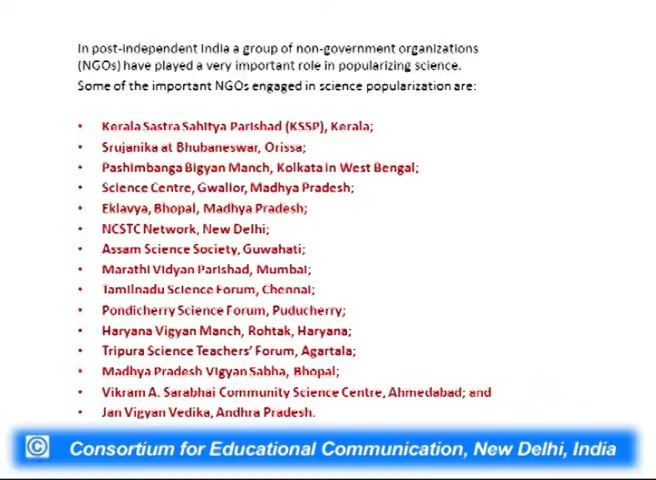 In post-independent India a group of non-government organizations
(NGOs) have played a very important role in popularizing science.
Some of the important NGOs engaged in science popularization are:
• Kerala Sastra Sahitya Parishad (KSSP), Kerala;
• Srujanika at Bhubaneswar, Orissa;
• Pashimbanga Bigyan Manch, Kolkata in West Bengal;
• Science Centre, Gwalior, Madhya Pradesh;
• Eklavya, Bhopal, Madhya Pradesh;
• NCSTC Network, New Delhi;
• Assam Science Society, Guwahati;
• Marathi Vidyan Parishad, Mumbai;
• Tamilnadu Science Forum, Chennai;
• Pondicherry Science Forum, Puducherry;
• Haryana Vigyan Manch, Rohtak, Haryana;
• Tripura Science Teachers' Forum, Agartala;
• Madhya Pradesh Vigyan Sabha, Bhopal;
• Vikram A. Sarabhai Community Science Centre, Ahmedabad; and
• Jan Vigyan Vedika, Andhra Pradesh.
© Consortium for Educational Communication, New Delhi, India